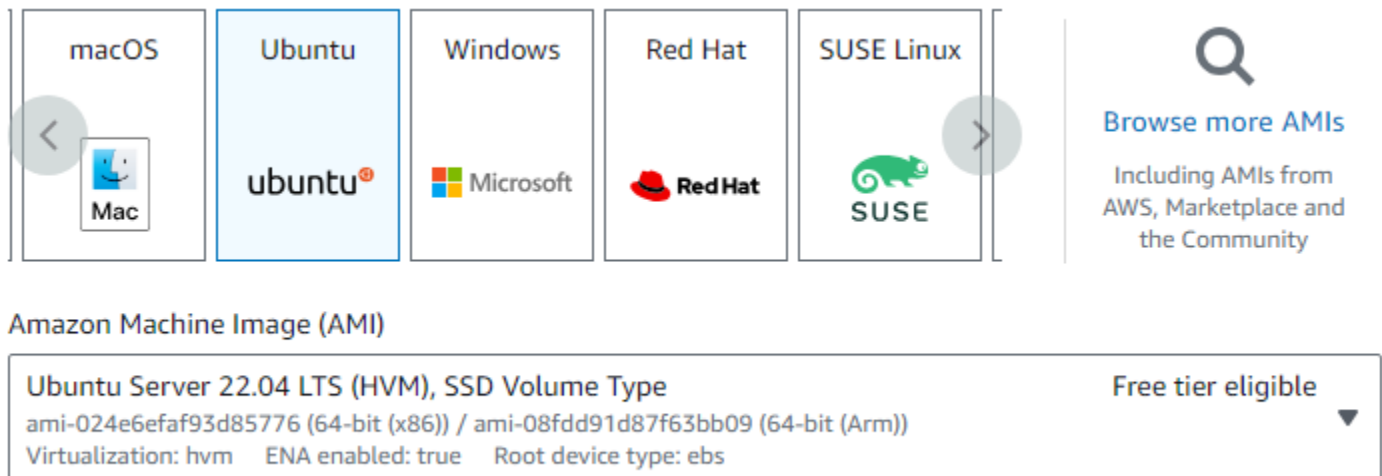 macOS
Ubuntu
Windows
Red Hat
SUSE Linux
Mac
ubuntu
Microsoft
Red Hat
SUSE
Browse more AMIs
Including AMIs from
AWS, Marketplace and
the Community
Amazon Machine Image (AMI)
Ubuntu Server 22.04 LTS (HVM), SSD Volume Type
Free tier eligible
ami-024e6efaf93d85776 (64-bit (x86)) / ami-08fdd91d87f63bb09 (64-bit (Arm))
Virtualization: hvm ENA enabled: true Root device type: ebs